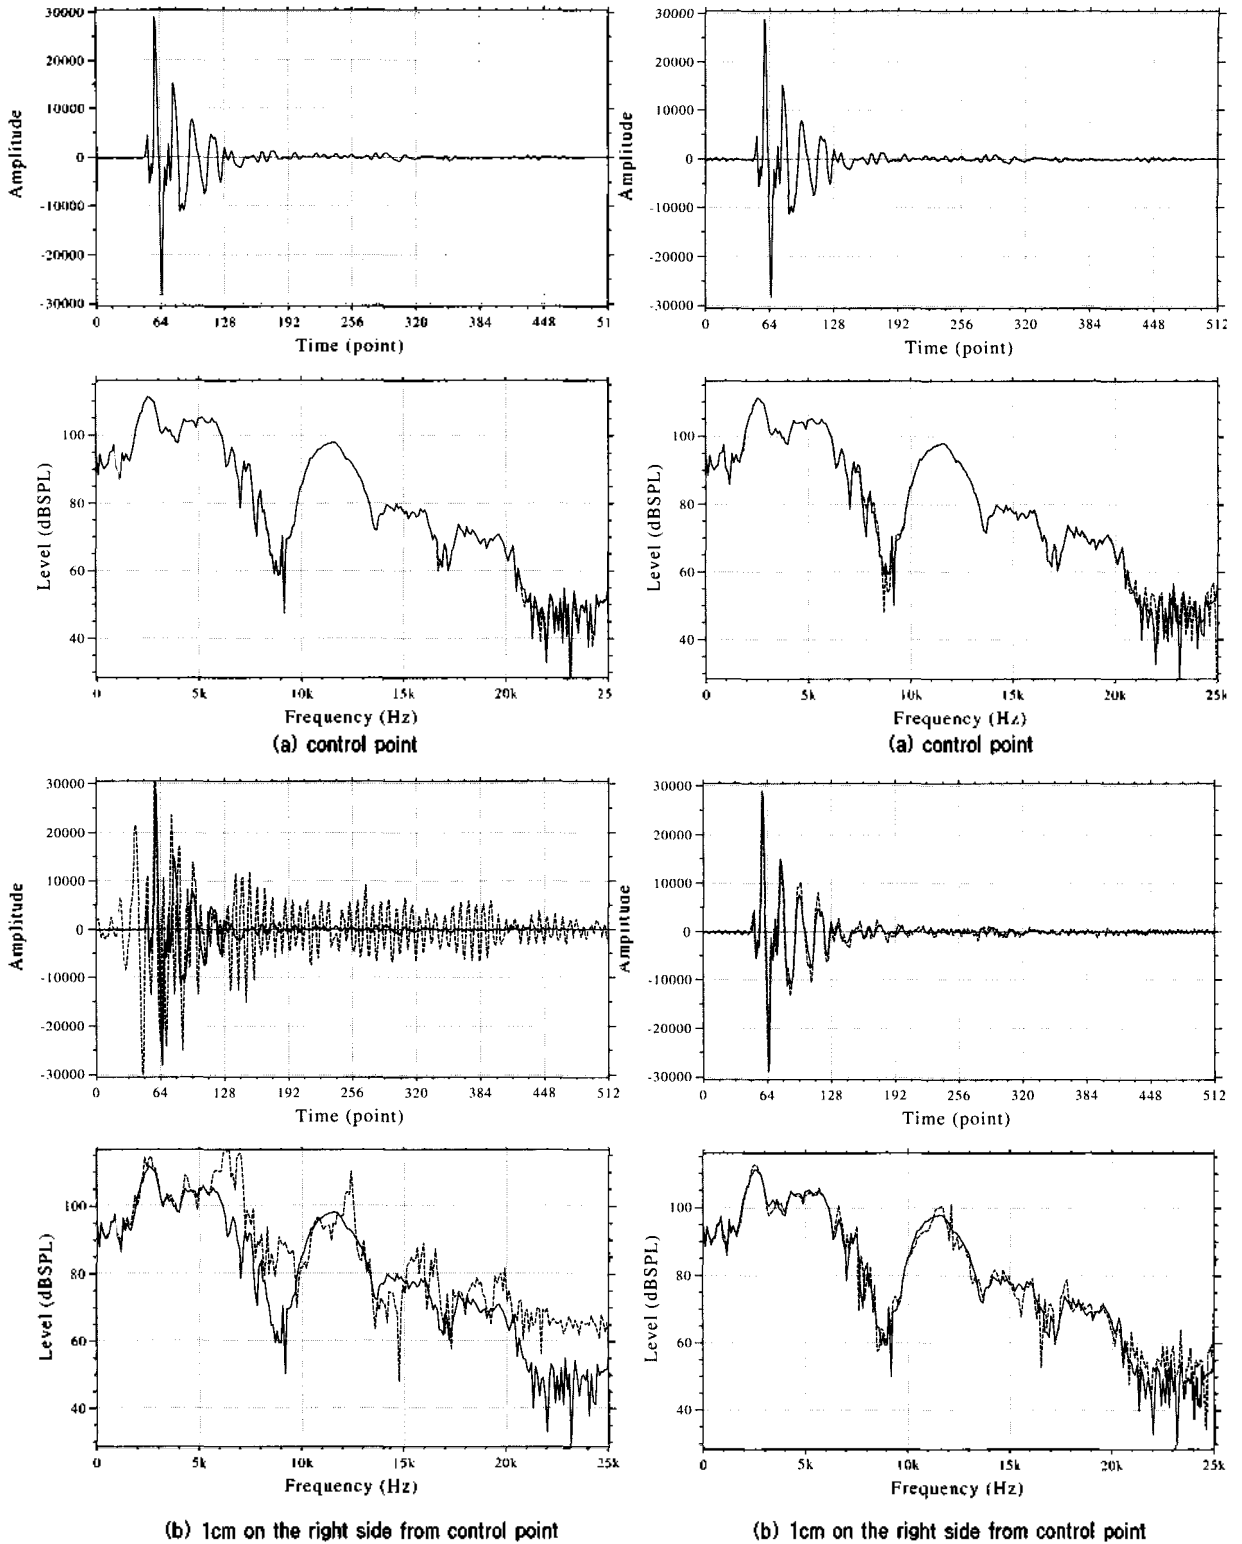 30000
20000
10000
0
-10000
-20000
-30000
Amplitude
0 64 128 192 256 320 384 448 51
Time (point)
30000
20000
10000
0
-10000
-20000
-30000
Amplitude
0 64 128 192 256 320 384 448 512
Time (point)
100
80
60
40
Level (dBSPL)
0 5k 10k 15k 20k 25
Frequency (Hz)
(a) control point
100
80
60
40
Level (dBSPL)
0 5k 10k 15k 20k 25k
Frequency (Hz)
(a) control point
30000
20000
10000
0
-10000
-20000
-30000
Amplitude
0 64 128 192 256 320 384 448 512
Time (point)
30000
20000
10000
0
-10000
-20000
-30000
Amplitude
0 64 128 192 256 320 384 448 512
Time (point)
100
80
60
40
Level (dBSPL)
0 5k 10k 15k 20k 25k
Frequency (Hz)
(b) 1cm on the right side from control point
100
80
60
40
Level (dBSPL)
0 5k 10k 15k 20k 25k
Frequency (Hz)
(b) 1cm on the right side from control point